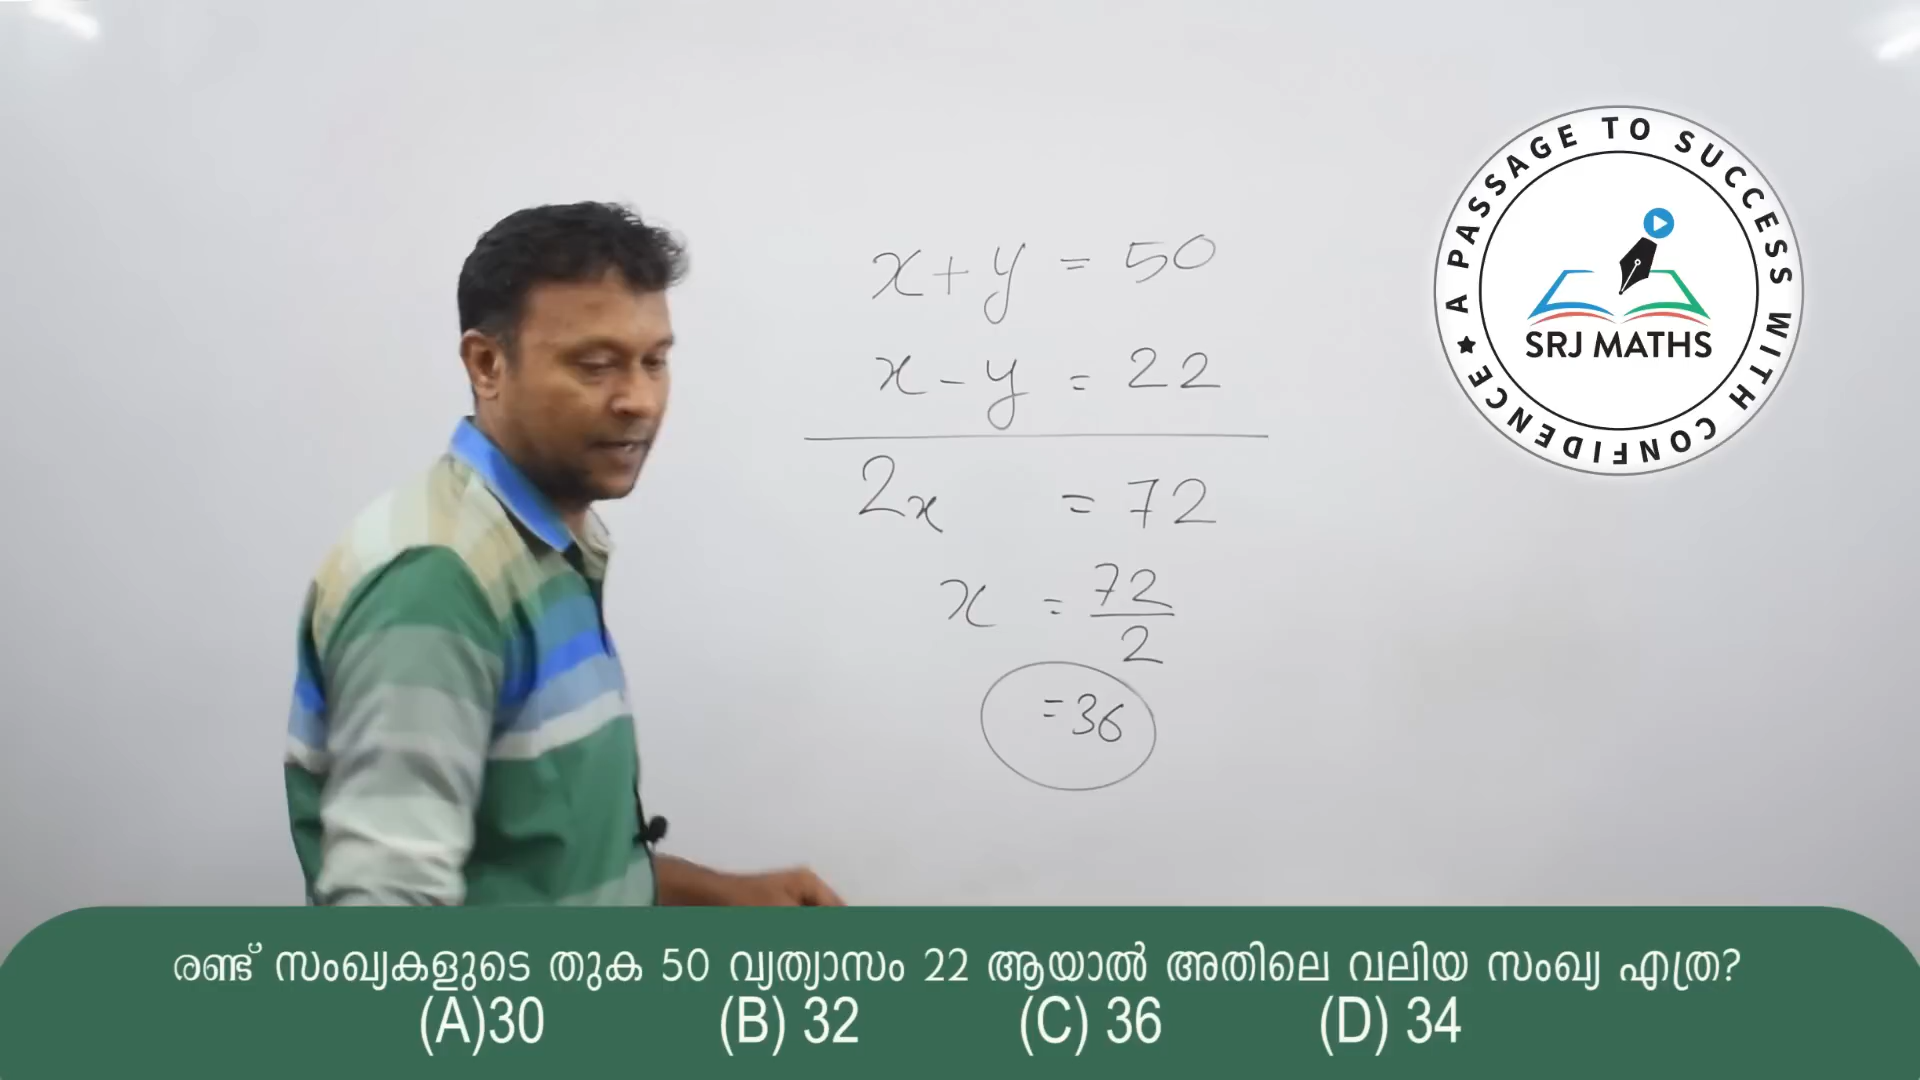 x + y = 50
x - y = 22
2x = 72
x = 72/2
= 36
A PASSAGE TO SUCCESS WITH CONFIDENCE
SRJ MATHS
രണ്ട് സംഖ്യകളുടെ തുക 50 വ്യത്യാസം 22 ആയാൽ അതിലെ വലിയ സംഖ്യ എത്ര?
(A)30 (B) 32 (C) 36 (D) 34